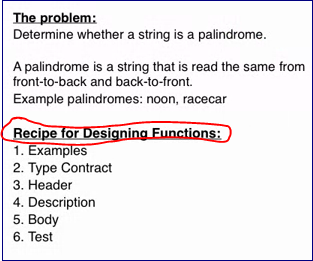 The problem:
Determine whether a string is a palindrome.
A palindrome is a string that is read the same from
front-to-back and back-to-front.
Example palindromes: noon, racecar
Recipe for Designing Functions:
1. Examples
2. Type Contract
3. Header
4. Description
5. Body
6. Test